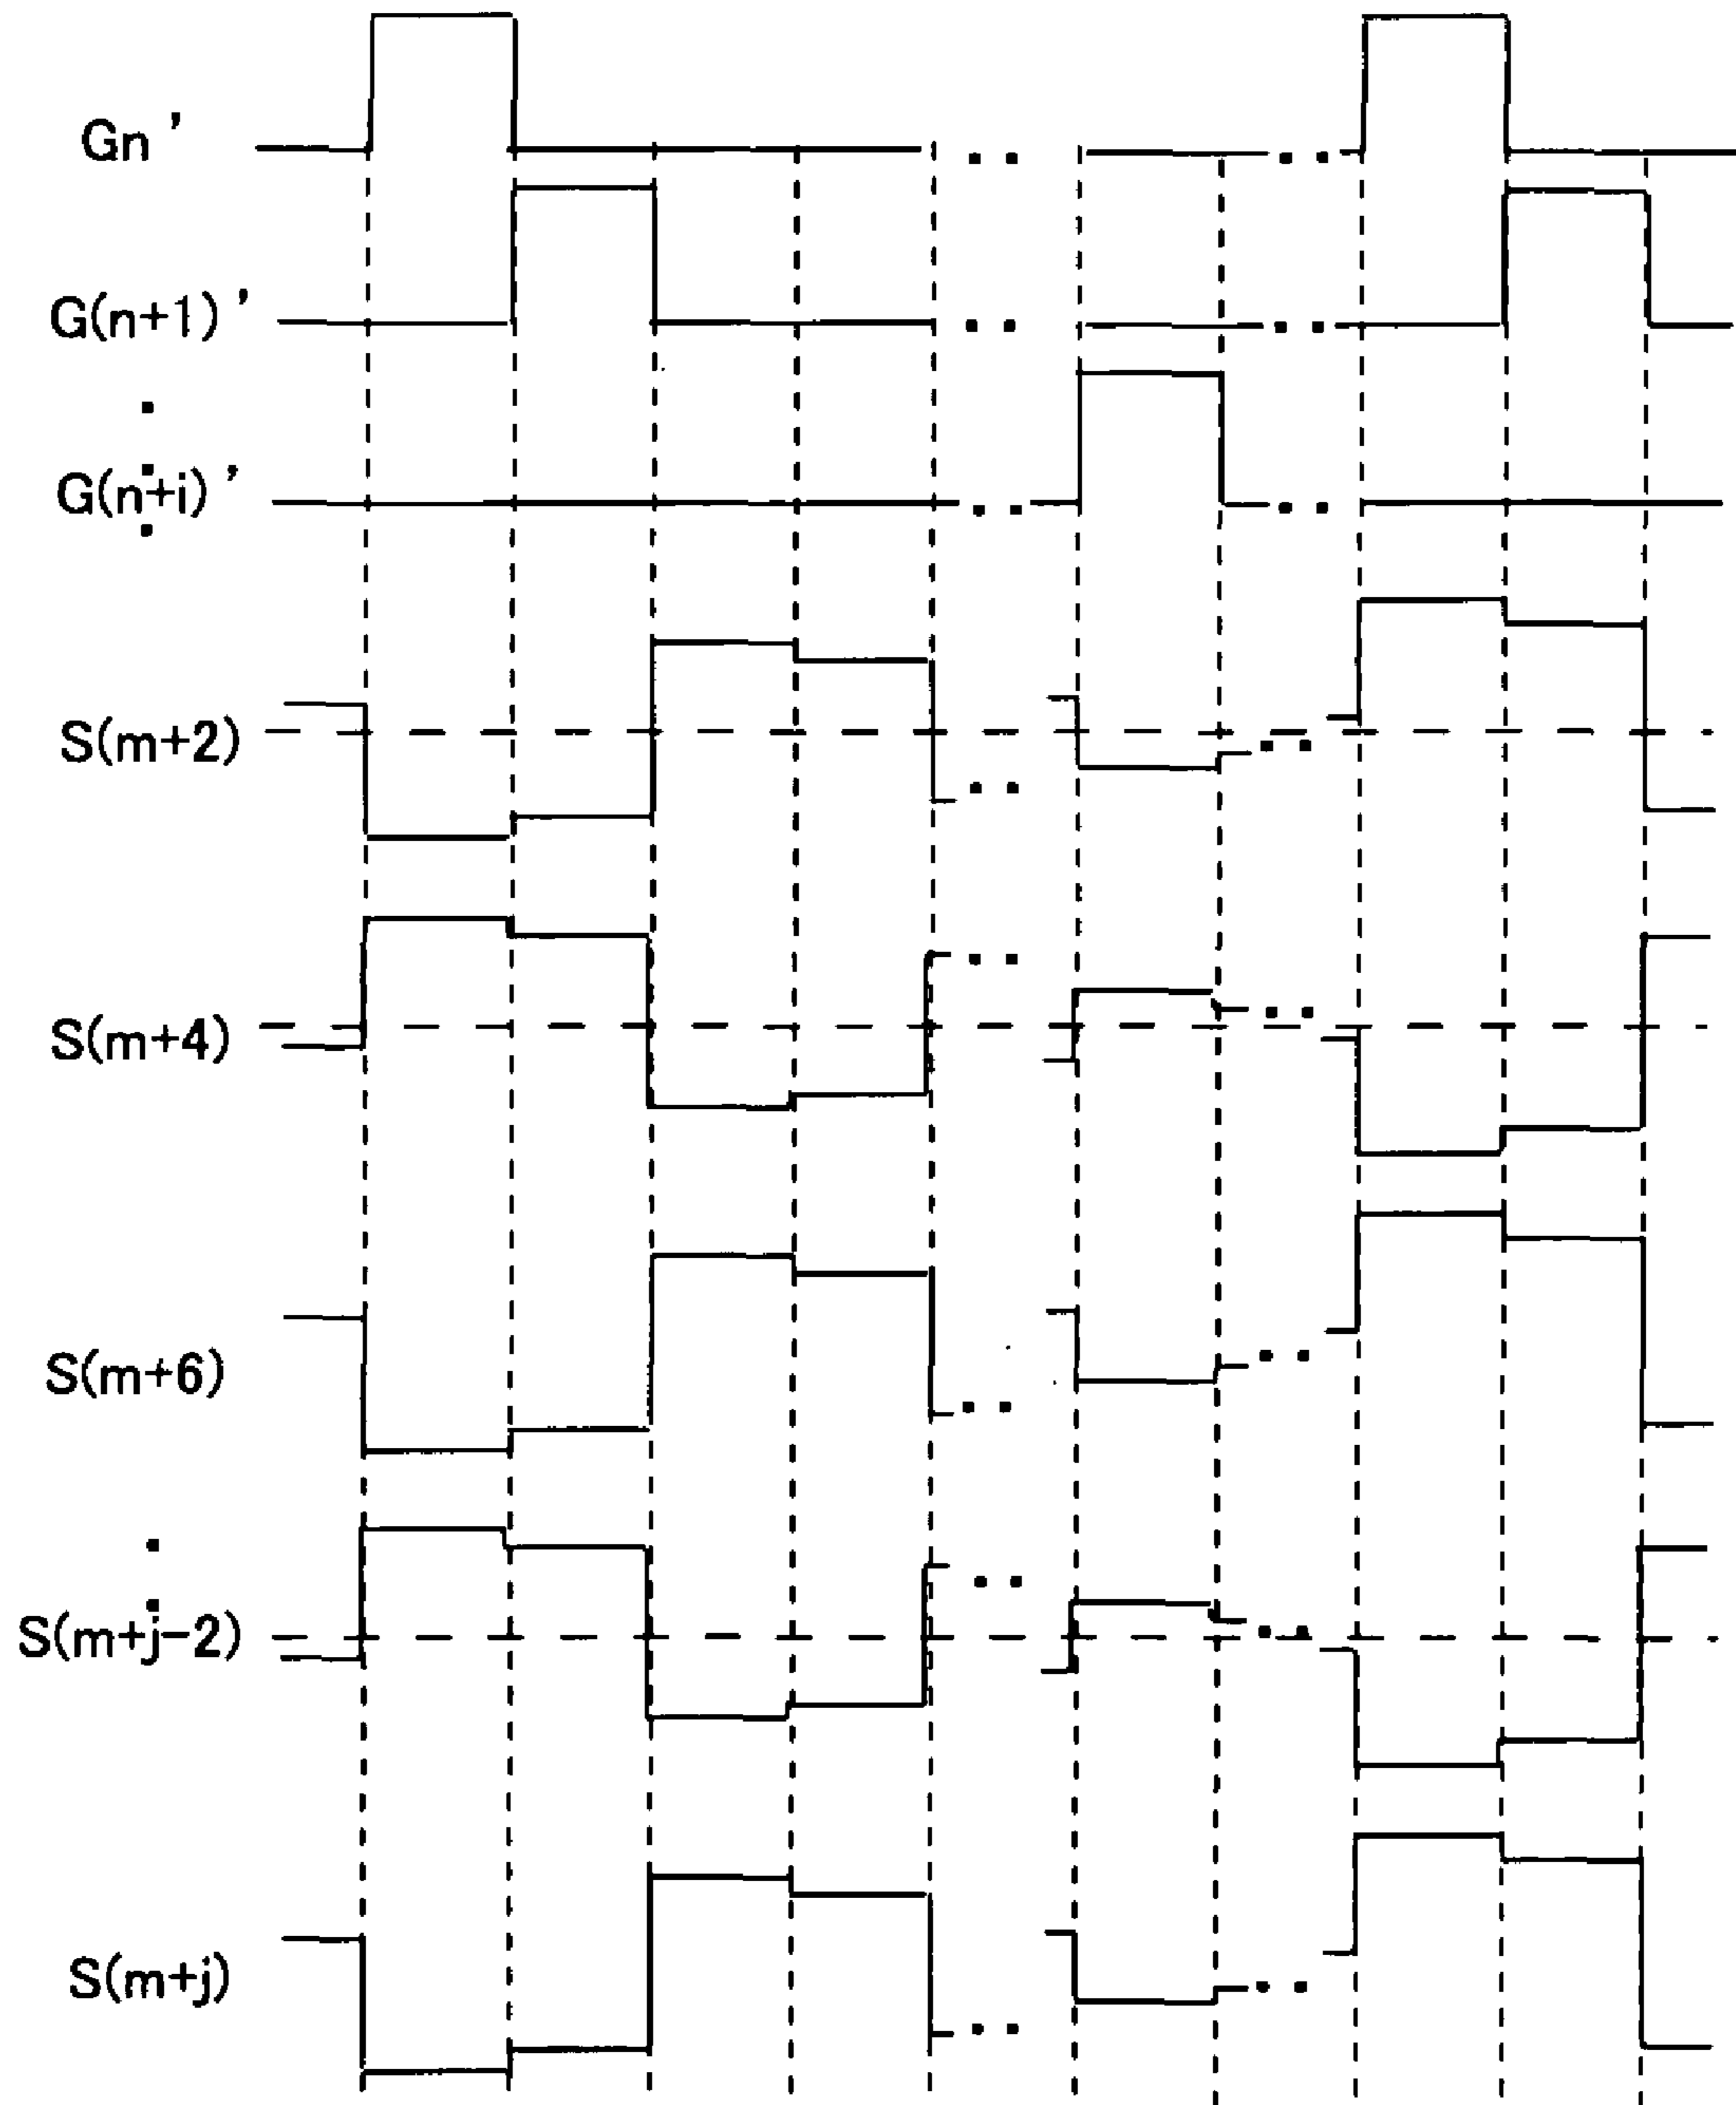 Gn '
G(n+1) '
G(n+i) '
S(m+2)
S(m+4)
S(m+6)
S(m+j-2)
S(m+j)